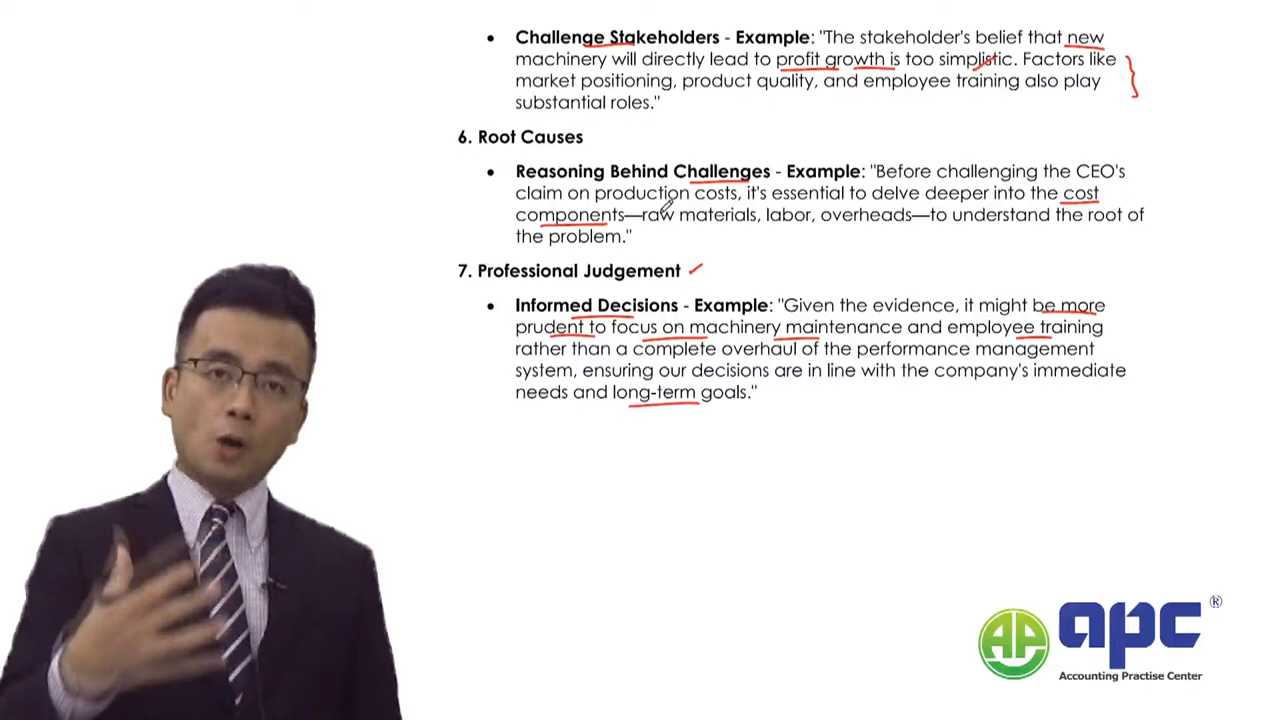 • Challenge Stakeholders - Example: "The stakeholder's belief that new
machinery will directly lead to profit growth is too simplistic. Factors like
market positioning, product quality, and employee training also play
substantial roles."
6. Root Causes
• Reasoning Behind Challenges - Example: "Before challenging the CEO's
claim on production costs, it's essential to delve deeper into the cost
components—raw materials, labor, overheads—to understand the root of
the problem."
7. Professional Judgement
• Informed Decisions - Example: "Given the evidence, it might be more
prudent to focus on machinery maintenance and employee training
rather than a complete overhaul of the performance management
system, ensuring our decisions are in line with the company's immediate
needs and long-term goals."
AP apc ®
Accounting Practise Center